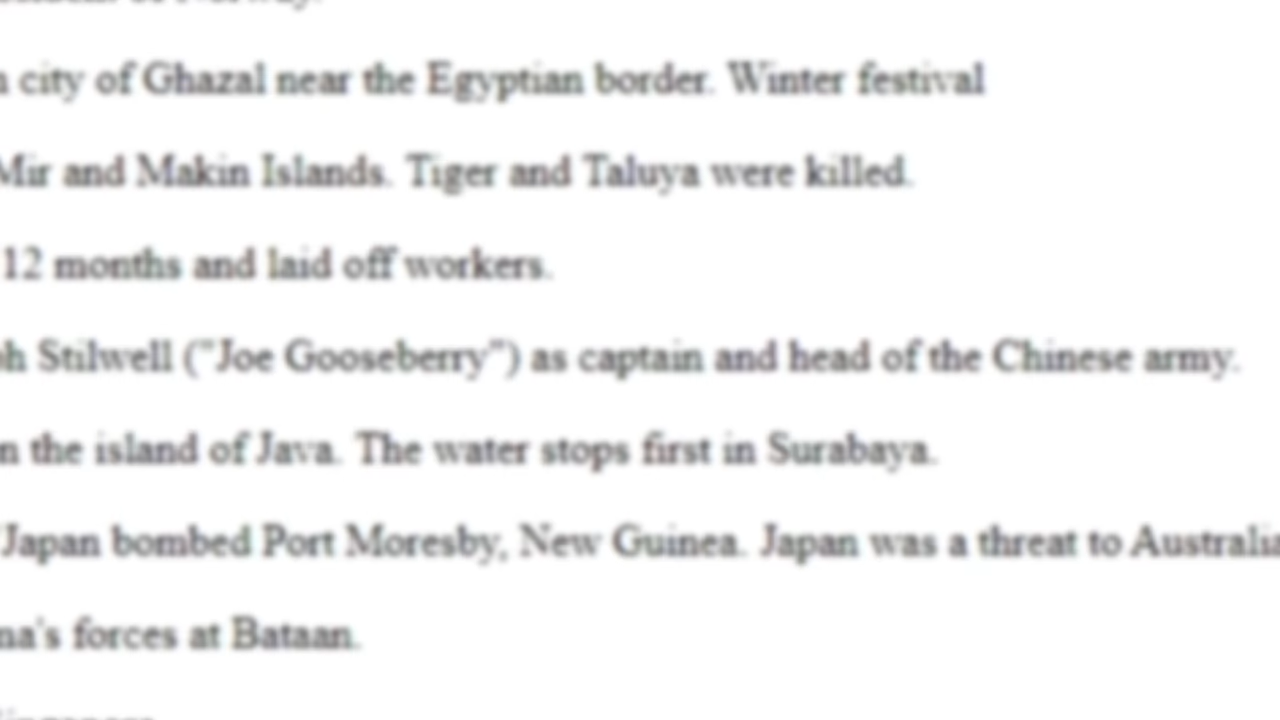 city of Ghazal near the Egyptian border. Winter festival
Mir and Makin Islands. Tiger and Taluya were killed.
12 months and laid off workers.
Stilwell ("Joe Gooseberry") as captain and head of the Chinese army.
the island of Java. The water stops first in Surabaya.
Japan bombed Port Moresby, New Guinea. Japan was a threat to Australia
forces at Bataan.